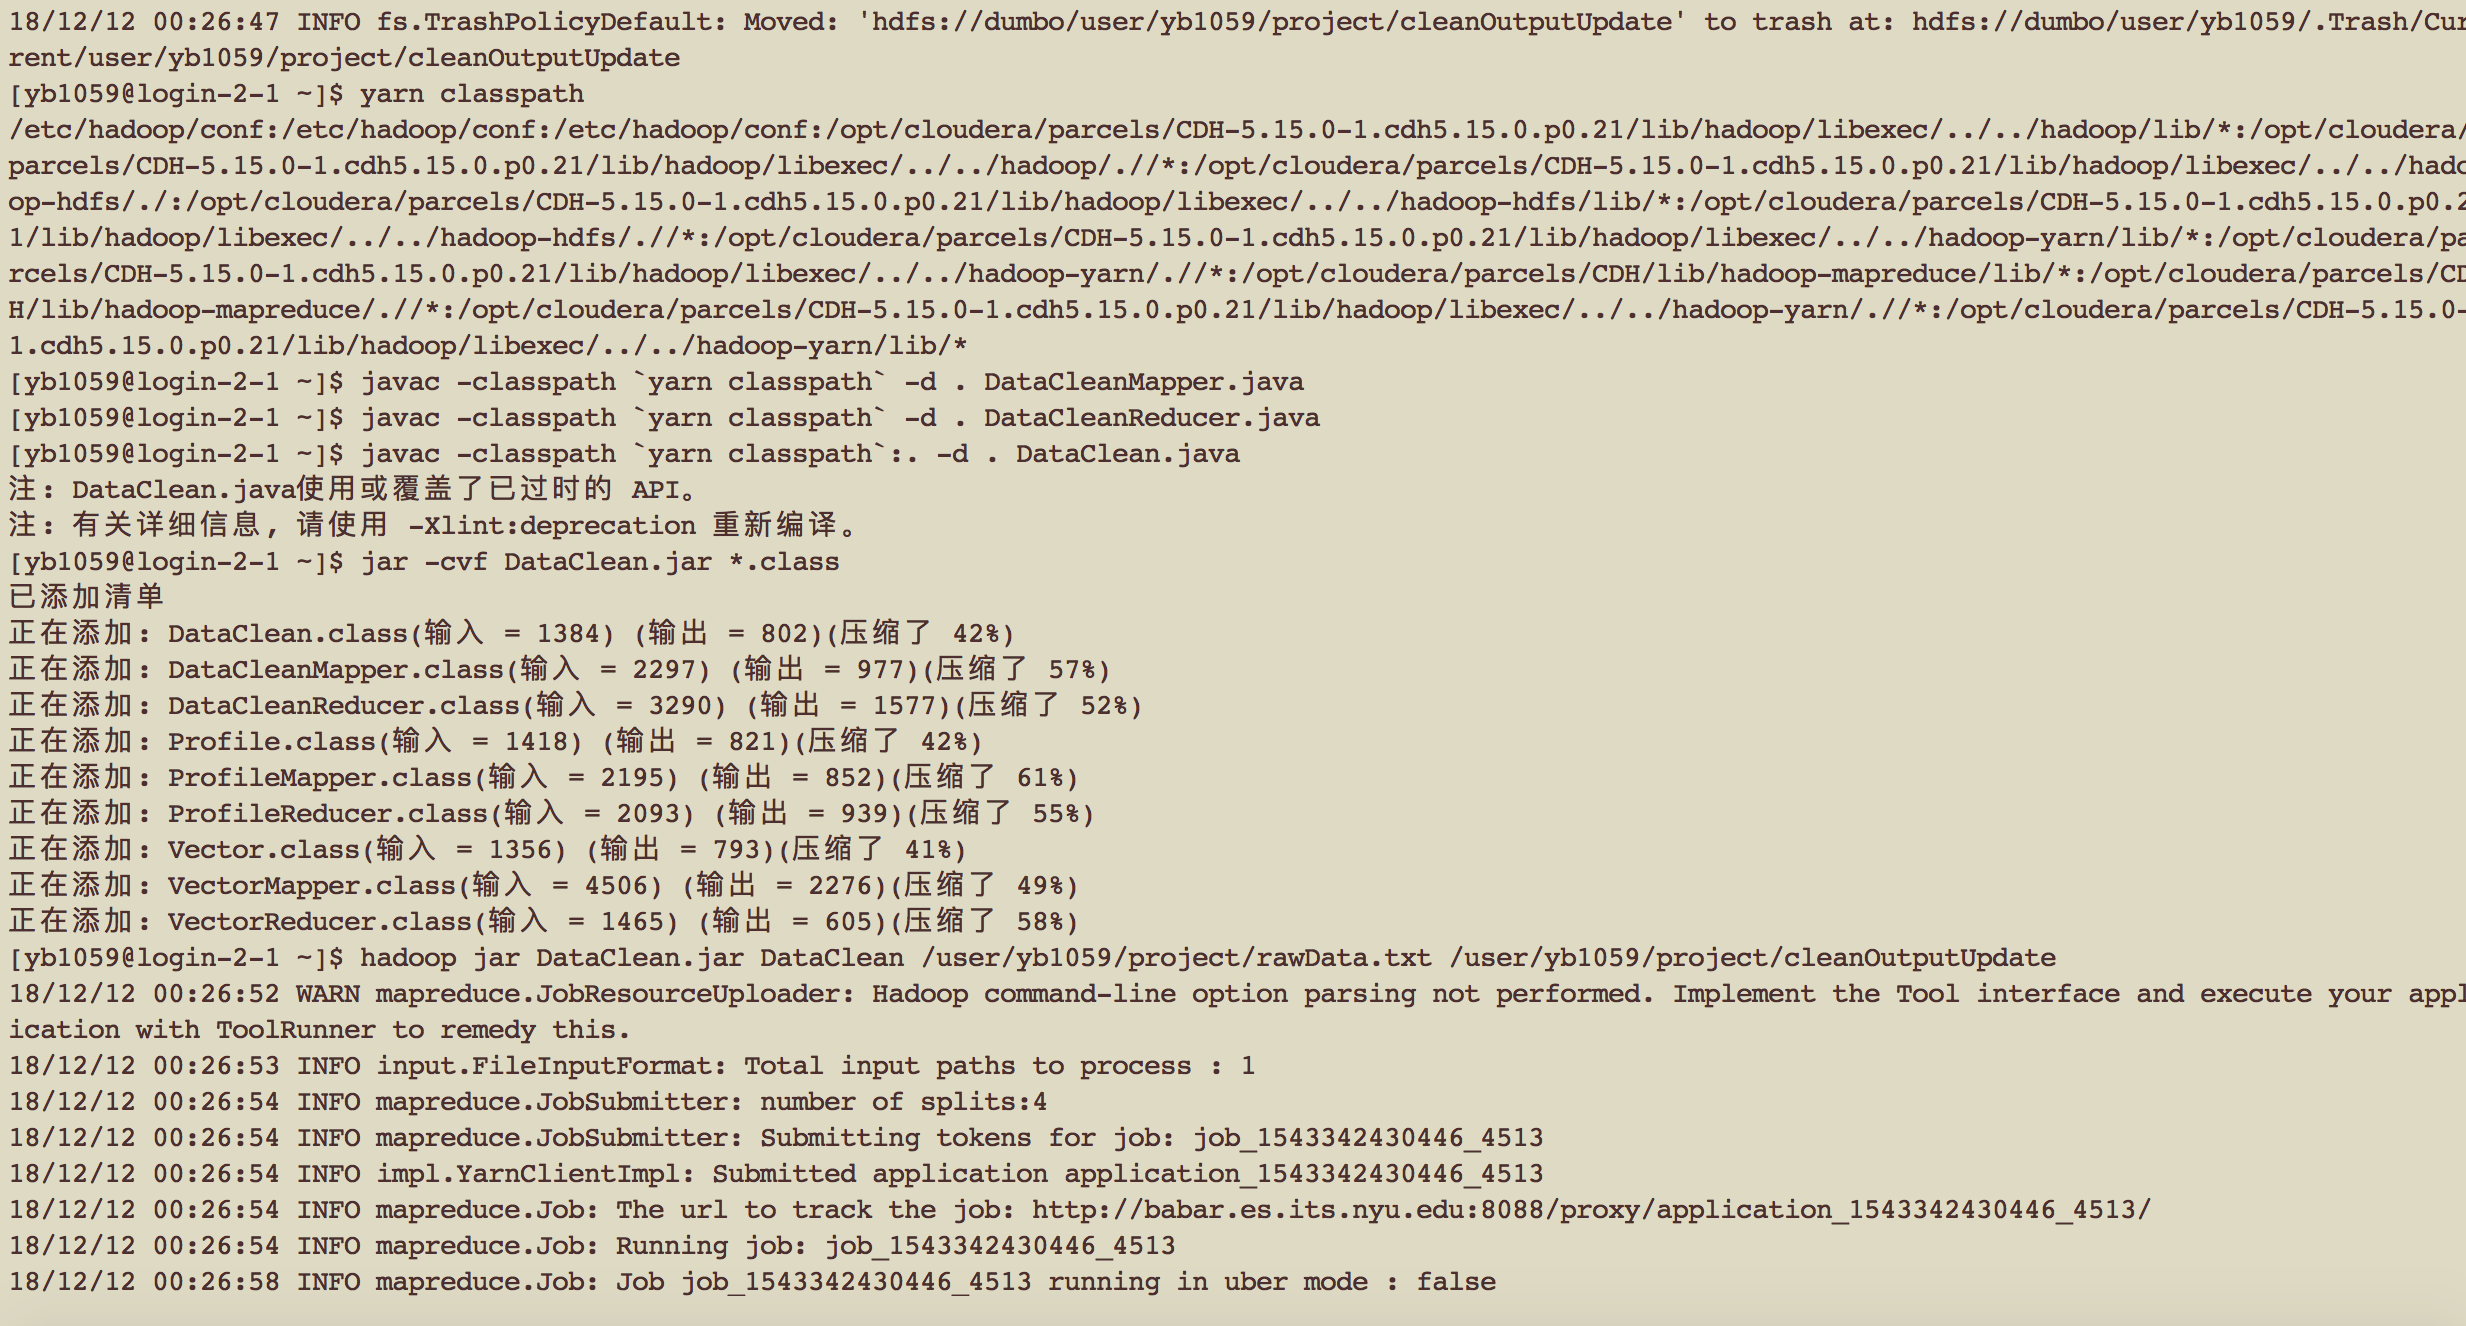 18/12/12 00:26:47 INFO fs.TrashPolicyDefault: Moved: 'hdfs://dumbo/user/yb1059/project/cleanOutputUpdate' to trash at: hdfs://dumbo/user/yb1059/.Trash/Cur
rent/user/yb1059/project/cleanOutputUpdate
[yb1059@login-2-1 ~]$ yarn classpath
/etc/hadoop/conf:/etc/hadoop/conf:/etc/hadoop/conf:/opt/cloudera/parcels/CDH-5.15.0-1.cdh5.15.0.p0.21/lib/hadoop/libexec/../../hadoop/lib/*:/opt/cloudera/
parcels/CDH-5.15.0-1.cdh5.15.0.p0.21/lib/hadoop/libexec/../../hadoop/.//*:/opt/cloudera/parcels/CDH-5.15.0-1.cdh5.15.0.p0.21/lib/hadoop/libexec/../../hado
op-hdfs/./:/opt/cloudera/parcels/CDH-5.15.0-1.cdh5.15.0.p0.21/lib/hadoop/libexec/../../hadoop-hdfs/lib/*:/opt/cloudera/parcels/CDH-5.15.0-1.cdh5.15.0.p0.2
1/lib/hadoop/libexec/../../hadoop-hdfs/.//*:/opt/cloudera/parcels/CDH-5.15.0-1.cdh5.15.0.p0.21/lib/hadoop/libexec/../../hadoop-yarn/lib/*:/opt/cloudera/pa
rcels/CDH-5.15.0-1.cdh5.15.0.p0.21/lib/hadoop/libexec/../../hadoop-yarn/.//*:/opt/cloudera/parcels/CDH/lib/hadoop-mapreduce/lib/*:/opt/cloudera/parcels/CD
H/lib/hadoop-mapreduce/.//*:/opt/cloudera/parcels/CDH-5.15.0-1.cdh5.15.0.p0.21/lib/hadoop/libexec/../../hadoop-yarn/.//*:/opt/cloudera/parcels/CDH-5.15.0-
1.cdh5.15.0.p0.21/lib/hadoop/libexec/../../hadoop-yarn/lib/*
[yb1059@login-2-1 ~]$ javac -classpath `yarn classpath` -d . DataCleanMapper.java
[yb1059@login-2-1 ~]$ javac -classpath `yarn classpath` -d . DataCleanReducer.java
[yb1059@login-2-1 ~]$ javac -classpath `yarn classpath`:. -d . DataClean.java
注: DataClean.java使用或覆盖了已过时的 API。
注: 有关详细信息, 请使用 -Xlint:deprecation 重新编译。
[yb1059@login-2-1 ~]$ jar -cvf DataClean.jar *.class
已添加清单
正在添加: DataClean.class(输入 = 1384) (输出 = 802)(压缩了 42%)
正在添加: DataCleanMapper.class(输入 = 2297) (输出 = 977)(压缩了 57%)
正在添加: DataCleanReducer.class(输入 = 3290) (输出 = 1577)(压缩了 52%)
正在添加: Profile.class(输入 = 1418) (输出 = 821)(压缩了 42%)
正在添加: ProfileMapper.class(输入 = 2195) (输出 = 852)(压缩了 61%)
正在添加: ProfileReducer.class(输入 = 2093) (输出 = 939)(压缩了 55%)
正在添加: Vector.class(输入 = 1356) (输出 = 793)(压缩了 41%)
正在添加: VectorMapper.class(输入 = 4506) (输出 = 2276)(压缩了 49%)
正在添加: VectorReducer.class(输入 = 1465) (输出 = 605)(压缩了 58%)
[yb1059@login-2-1 ~]$ hadoop jar DataClean.jar DataClean /user/yb1059/project/rawData.txt /user/yb1059/project/cleanOutputUpdate
18/12/12 00:26:52 WARN mapreduce.JobResourceUploader: Hadoop command-line option parsing not performed. Implement the Tool interface and execute your appl
ication with ToolRunner to remedy this.
18/12/12 00:26:53 INFO input.FileInputFormat: Total input paths to process : 1
18/12/12 00:26:54 INFO mapreduce.JobSubmitter: number of splits:4
18/12/12 00:26:54 INFO mapreduce.JobSubmitter: Submitting tokens for job: job_1543342430446_4513
18/12/12 00:26:54 INFO impl.YarnClientImpl: Submitted application application_1543342430446_4513
18/12/12 00:26:54 INFO mapreduce.Job: The url to track the job: http://babar.es.its.nyu.edu:8088/proxy/application_1543342430446_4513/
18/12/12 00:26:54 INFO mapreduce.Job: Running job: job_1543342430446_4513
18/12/12 00:26:58 INFO mapreduce.Job: Job job_1543342430446_4513 running in uber mode : false